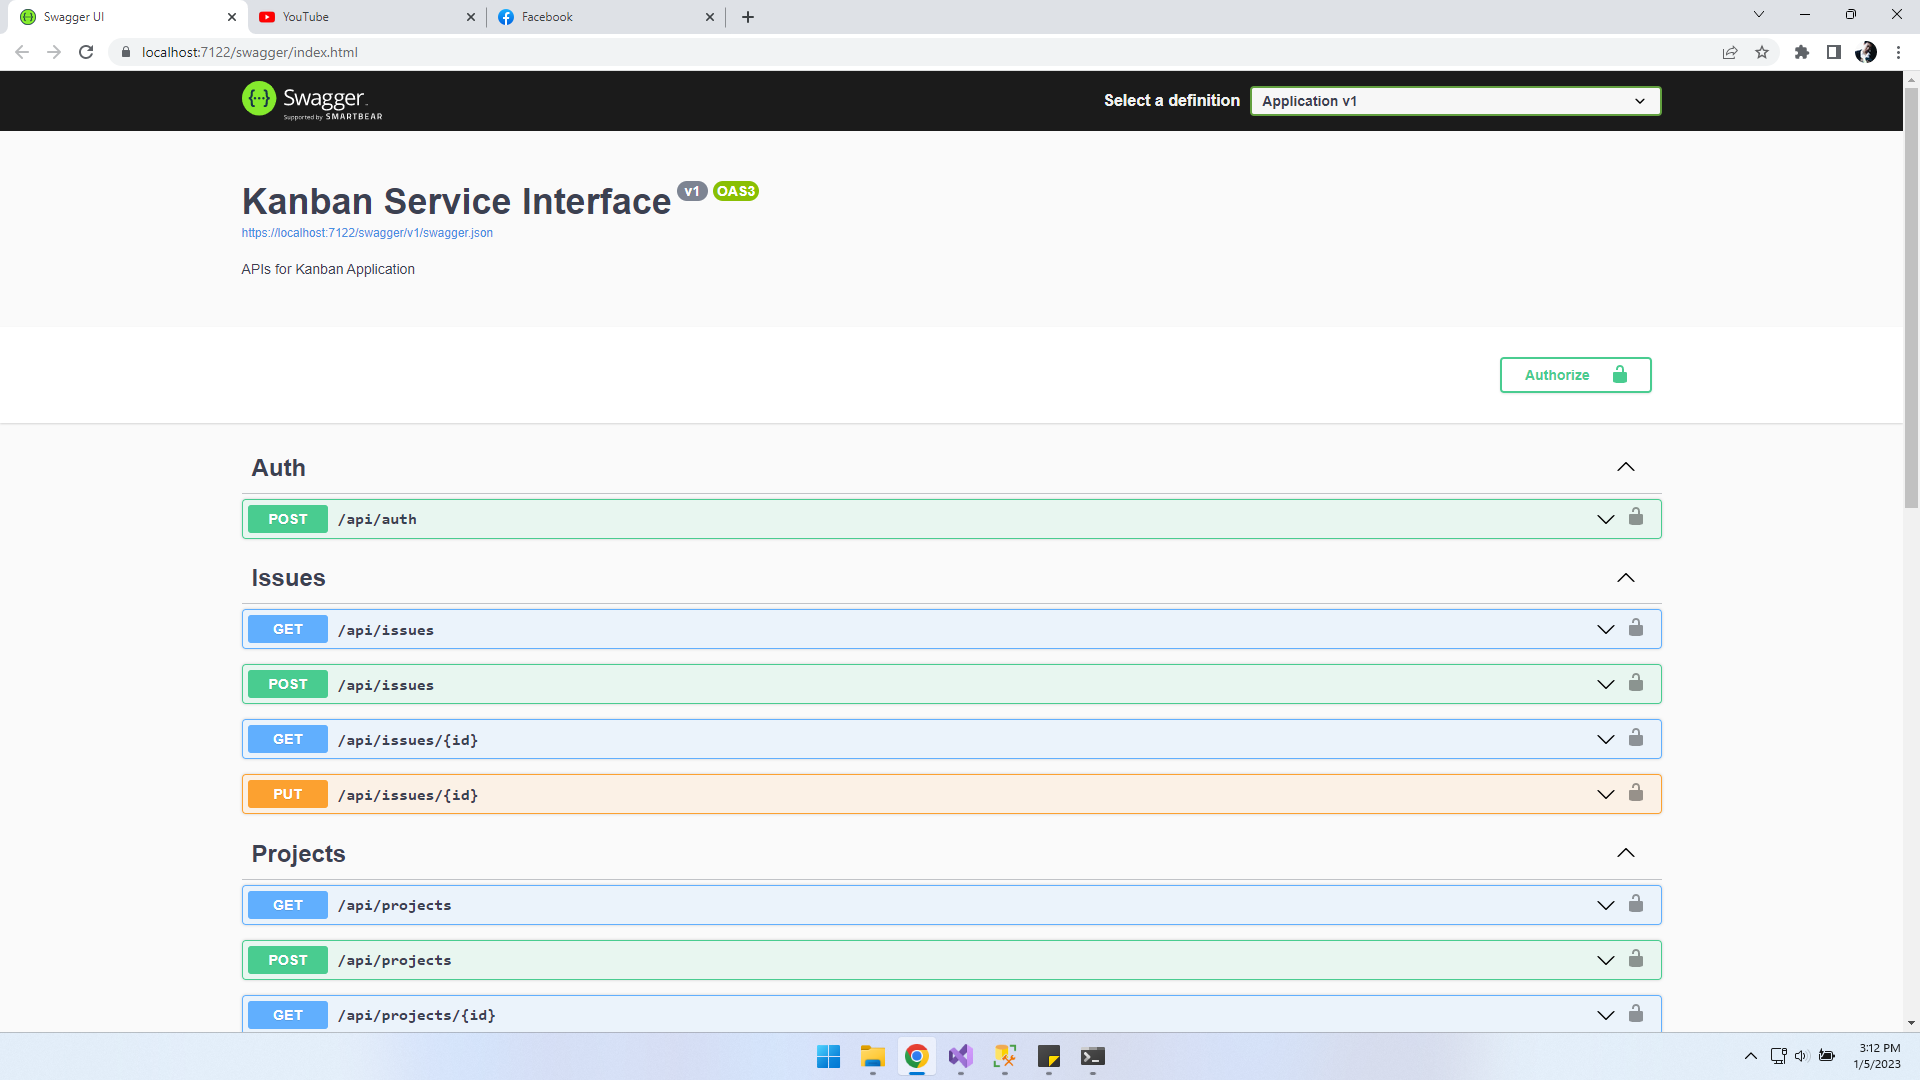 Swagger UI
YouTube
Facebook
localhost:7122/swagger/index.html
Swagger
Supported by SMARTBEAR
Select a definition
Application v1
Kanban Service Interface v1 OAS3
https://localhost:7122/swagger/v1/swagger.json
APIs for Kanban Application
Authorize
Auth
POST /api/auth
Issues
GET /api/issues
POST /api/issues
GET /api/issues/{id}
PUT /api/issues/{id}
Projects
GET /api/projects
POST /api/projects
GET /api/projects/{id}
3:12 PM
1/5/2023